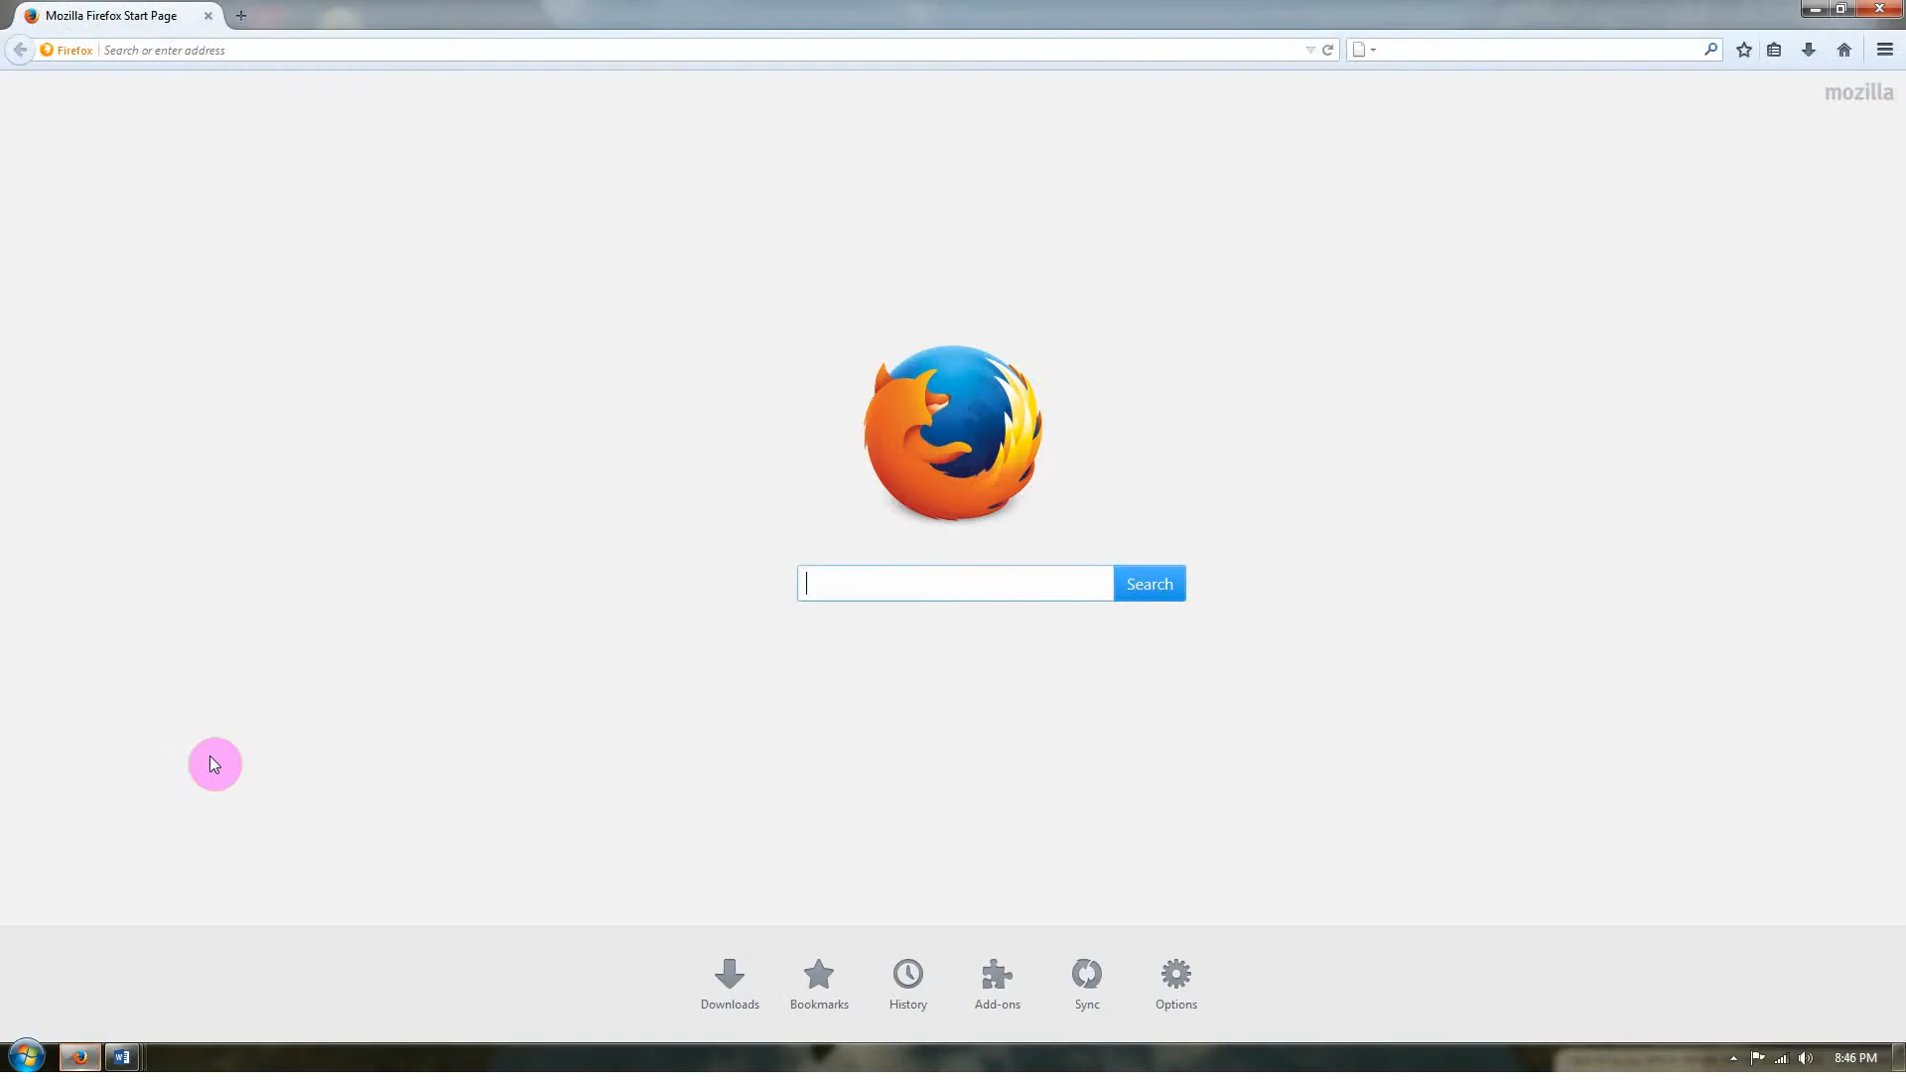 Mozilla Firefox Start Page
Firefox Search or enter address
mozilla
Search
Downloads Bookmarks History Add-ons Sync Options
8:46 PM